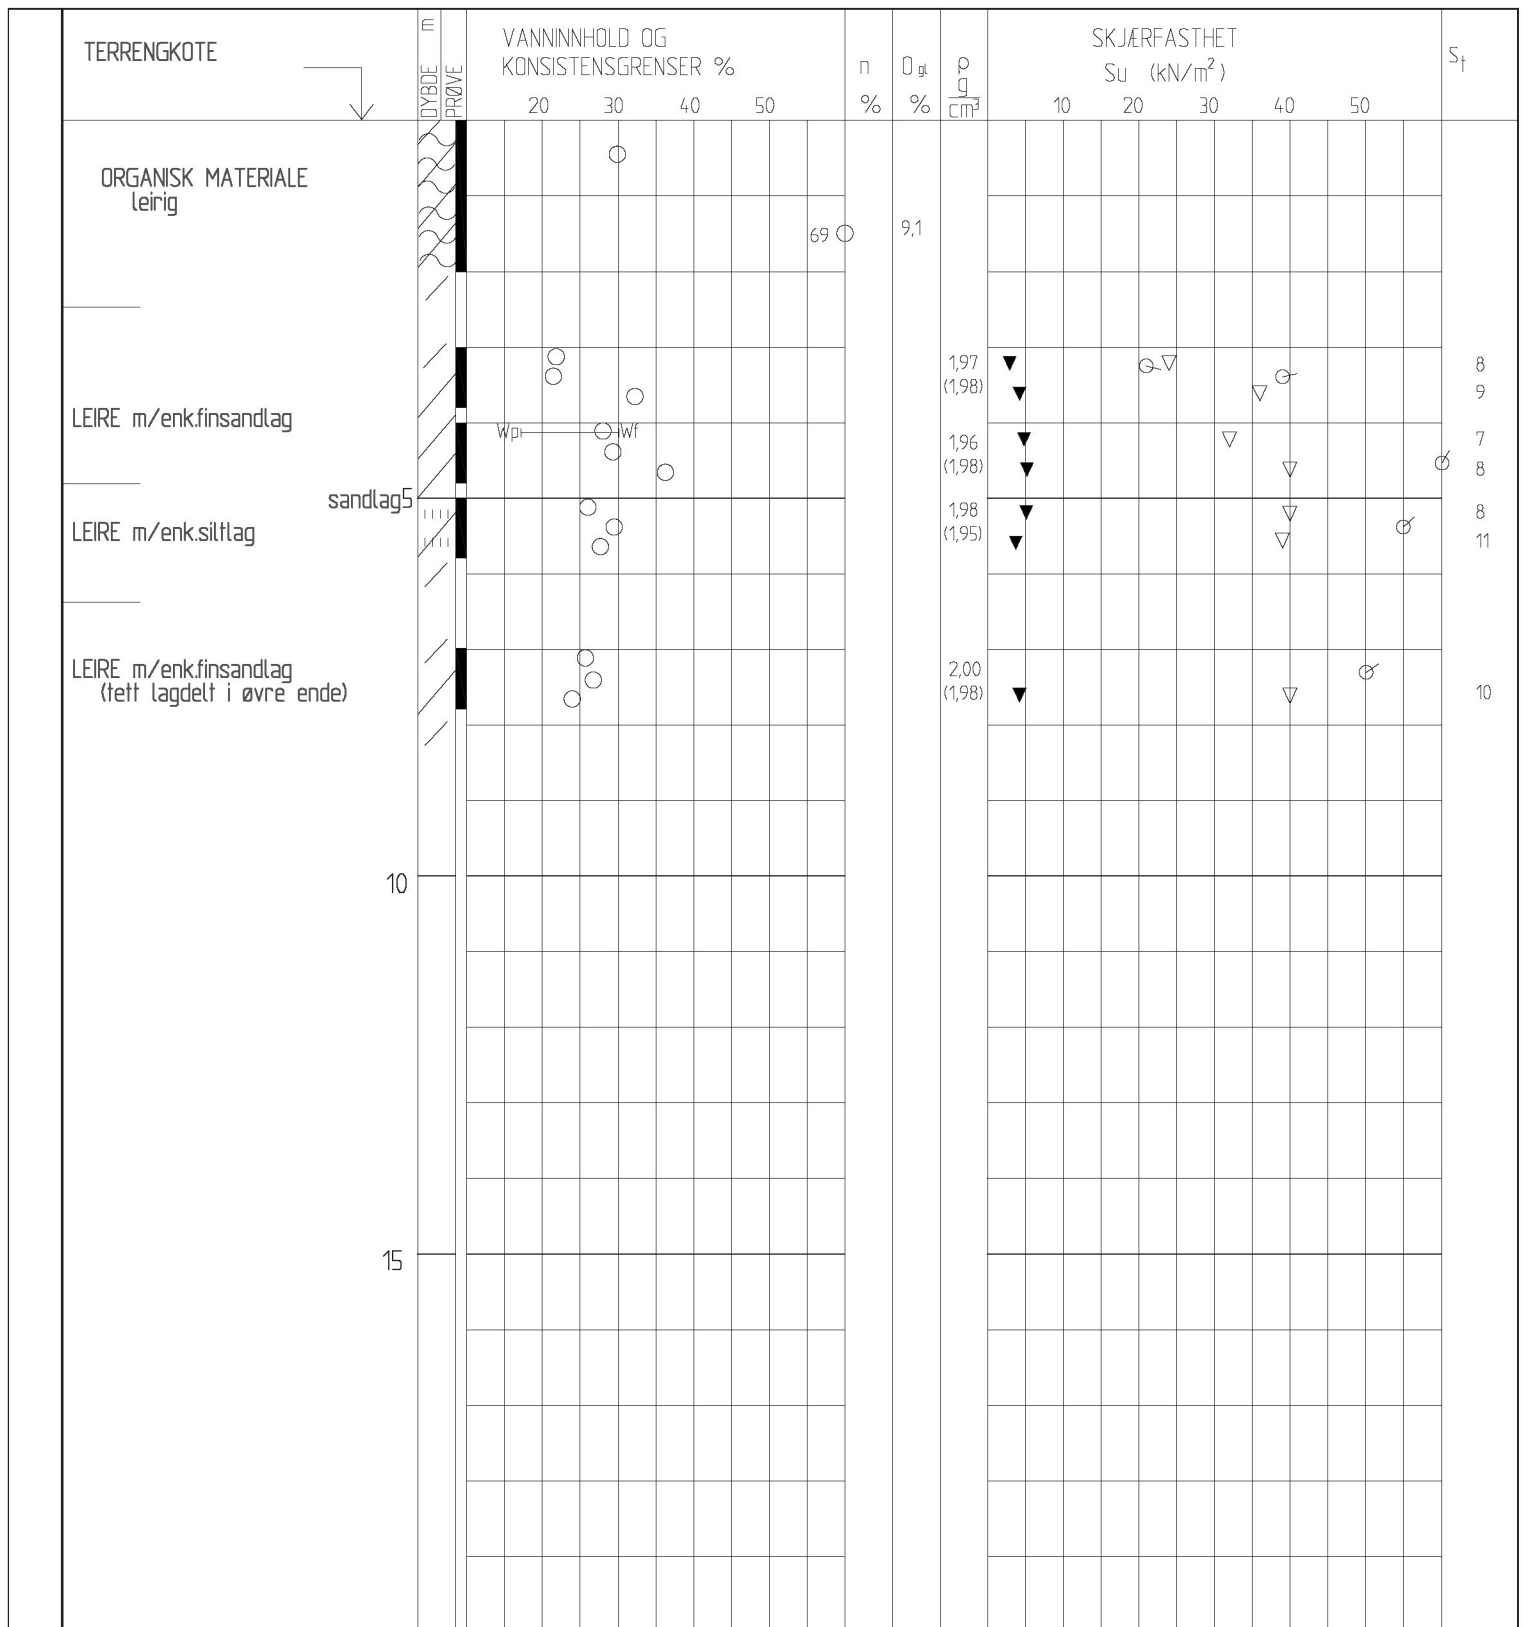 TERRENGKOTE
DYBDE m
PRØVE
VANNINNHOLD OG
KONSISTENSGRENSER %
20 30 40 50
n
%
O gl
%
ρ
g
cm³
SKJÆRFASTHET
Su (kN/m²)
10 20 30 40 50
St
ORGANISK MATERIALE
leirig
69
9,1
1,97 8
(1,98) 9
LEIRE m/enk.finsandlag
Wp Wf
1,96 7
(1,98) 8
sandlag5
1,98 8
LEIRE m/enk.siltlag
(1,95) 11
LEIRE m/enk.finsandlag
2,00
(tett lagdelt i øvre ende)
(1,98) 10
10
15